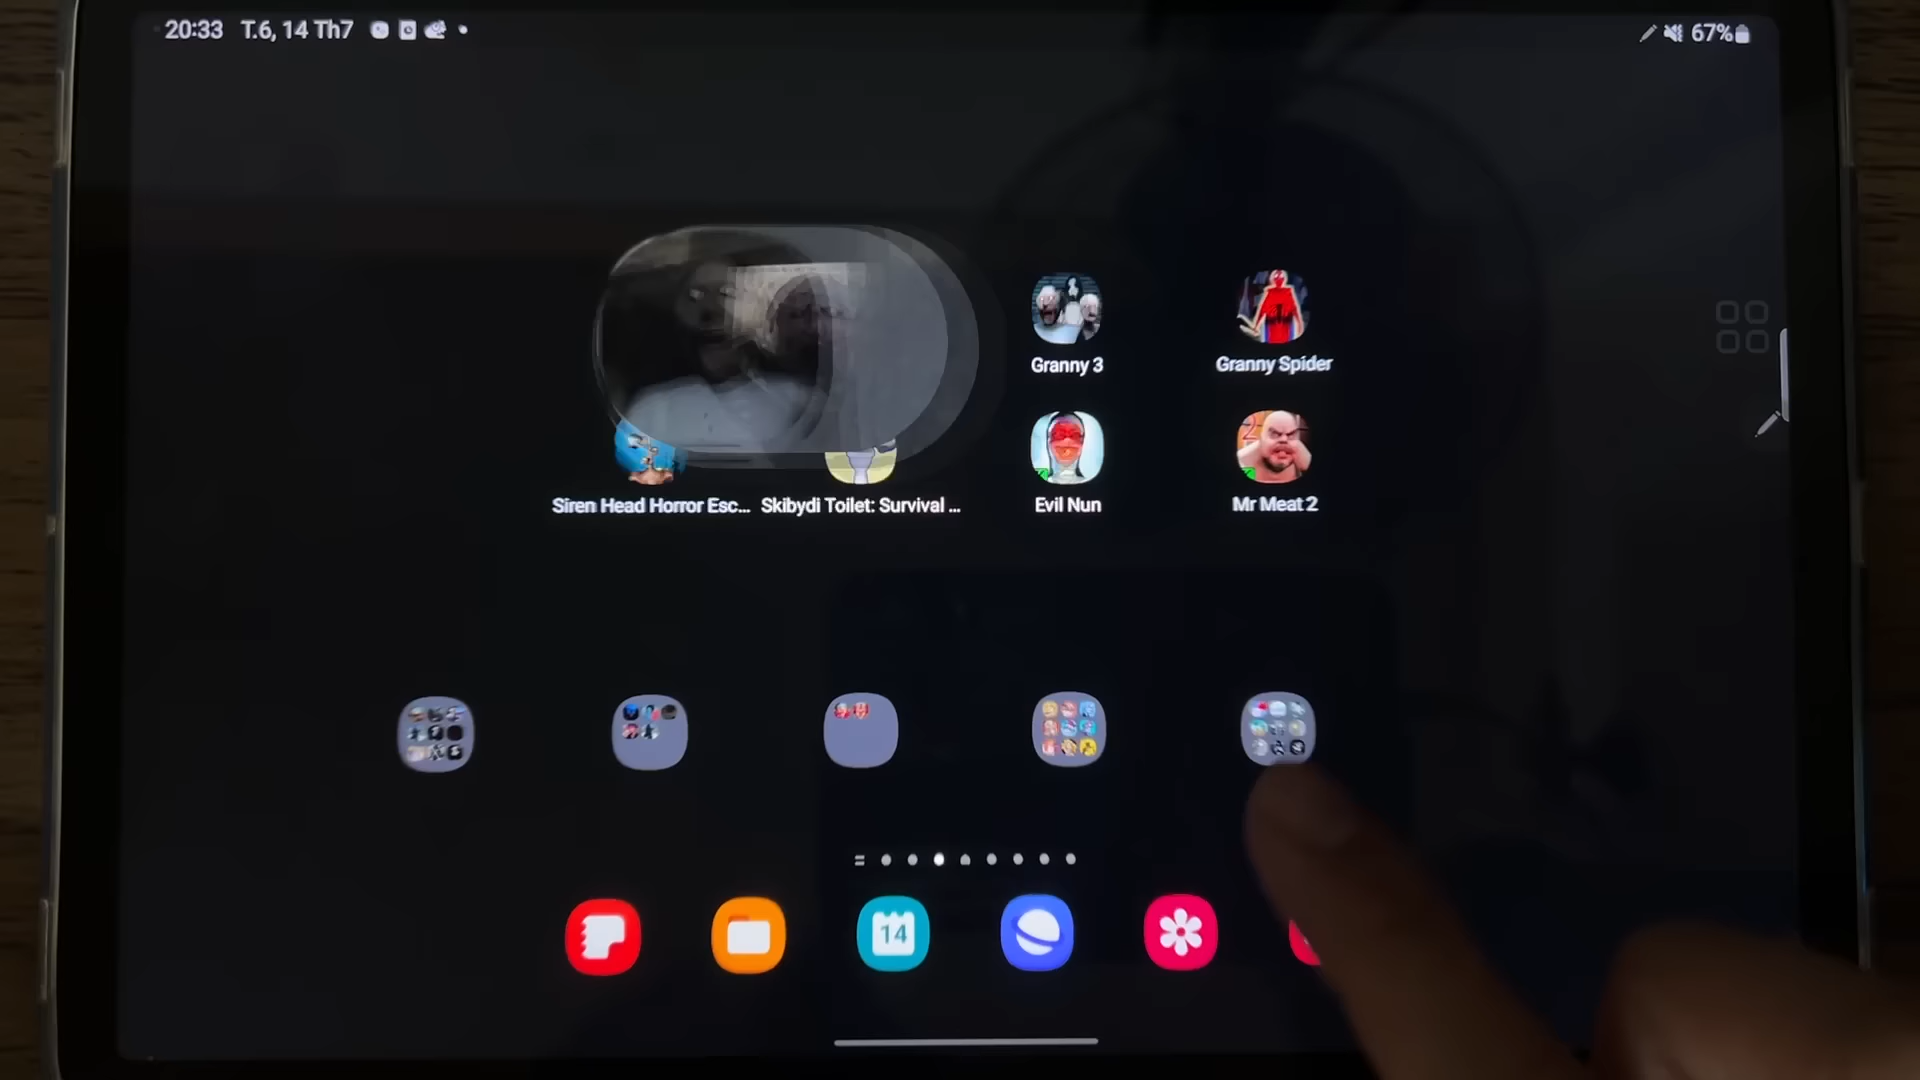 20:33 T.6, 14 Th7
67%
Granny 3
Granny Spider
Siren Head Horror Esc...
Skibydi Toilet: Survival ...
Evil Nun
Mr Meat 2
14